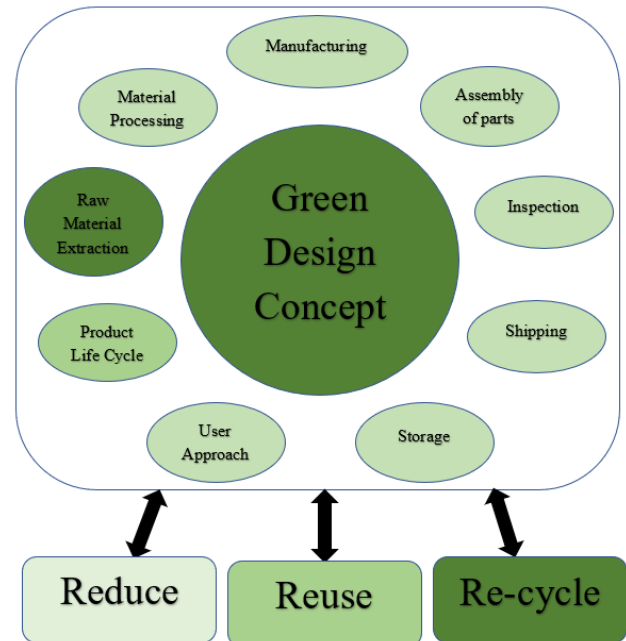 Manufacturing
Material
Processing
Assembly
of parts
Raw
Material
Extraction
Green
Design
Concept
Inspection
Product
Life Cycle
Shipping
User
Approach
Storage
Reduce
Reuse
Re-cycle